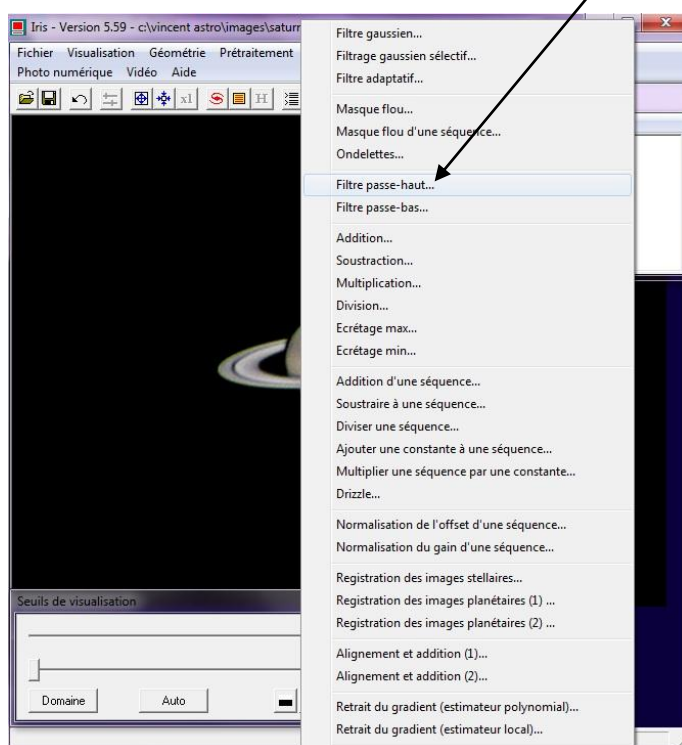 Iris - Version 5.59 - c:\vincent astro\images\saturn
Fichier Visualisation Géométrie Prétraitement
Photo numérique Vidéo Aide
x1 H
Filtre gaussien...
Filtrage gaussien sélectif...
Filtre adaptatif...
Masque flou...
Masque flou d'une séquence...
Ondelettes...
Filtre passe-haut...
Filtre passe-bas...
Addition...
Soustraction...
Multiplication...
Division...
Ecrétage max...
Ecrétage min...
Addition d'une séquence...
Soustraire à une séquence...
Diviser une séquence...
Ajouter une constante à une séquence...
Multiplier une séquence par une constante...
Drizzle...
Normalisation de l'offset d'une séquence...
Normalisation du gain d'une séquence...
Registration des images stellaires...
Registration des images planétaires (1) ...
Registration des images planétaires (2) ...
Alignement et addition (1)...
Alignement et addition (2)...
Retrait du gradient (estimateur polynomial)...
Retrait du gradient (estimateur local)...
Seuils de visualisation
Domaine Auto